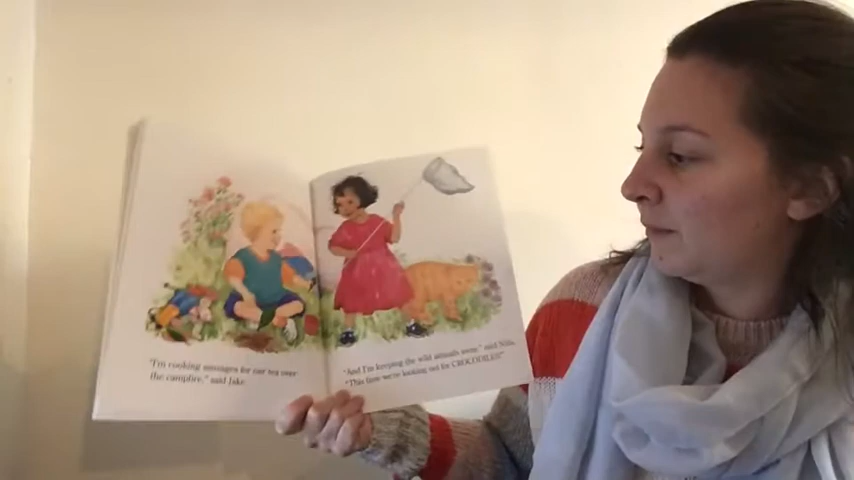 "I'm cooking sausages for our tea over
the campfire," said Jake.
"And I'm keeping the wild animals away," said Nilla.
"This time we're looking out for CROCODILES!"